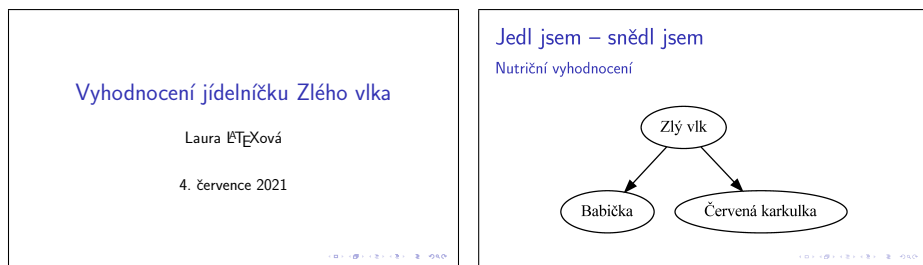 Vyhodnocení jídelníčku Zlého vlka
Laura LATEXová
4. července 2021
Jedl jsem – snědl jsem
Nutriční vyhodnocení
Zlý vlk
Babička
Červená karkulka